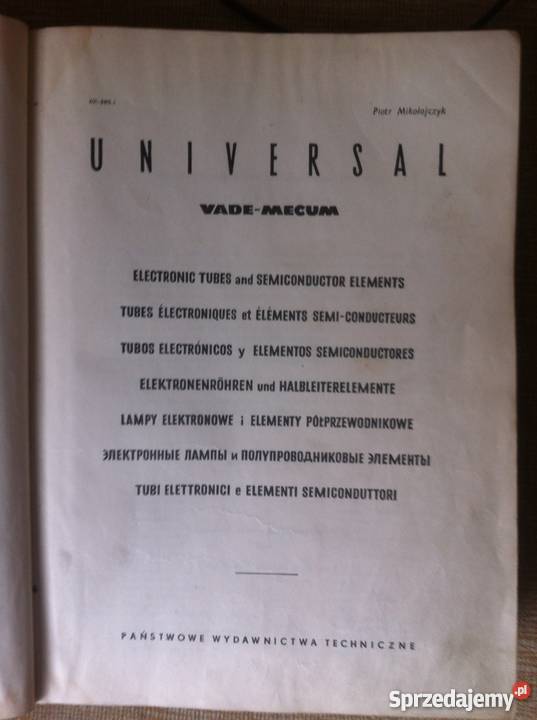 Piotr Mikołajczyk
UNIVERSAL
VADE-MECUM
ELECTRONIC TUBES and SEMICONDUCTOR ELEMENTS
TUBES ÉLECTRONIQUES et ÉLÉMENTS SEMI-CONDUCTEURS
TUBOS ELECTRÓNICOS y ELEMENTOS SEMICONDUCTORES
ELEKTRONENRÖHREN und HALBLEITERELEMENTE
LAMPY ELEKTRONOWE i ELEMENTY PÓŁPRZEWODNIKOWE
ЭЛЕКТРОННЫЕ ЛАМПЫ и ПОЛУПРОВОДНИКОВЫЕ ЭЛЕМЕНТЫ
TUBI ELETTRONICI e ELEMENTI SEMICONDUTTORI
PAŃSTWOWE WYDAWNICTWA TECHNICZNE
Sprzedajemy.pl